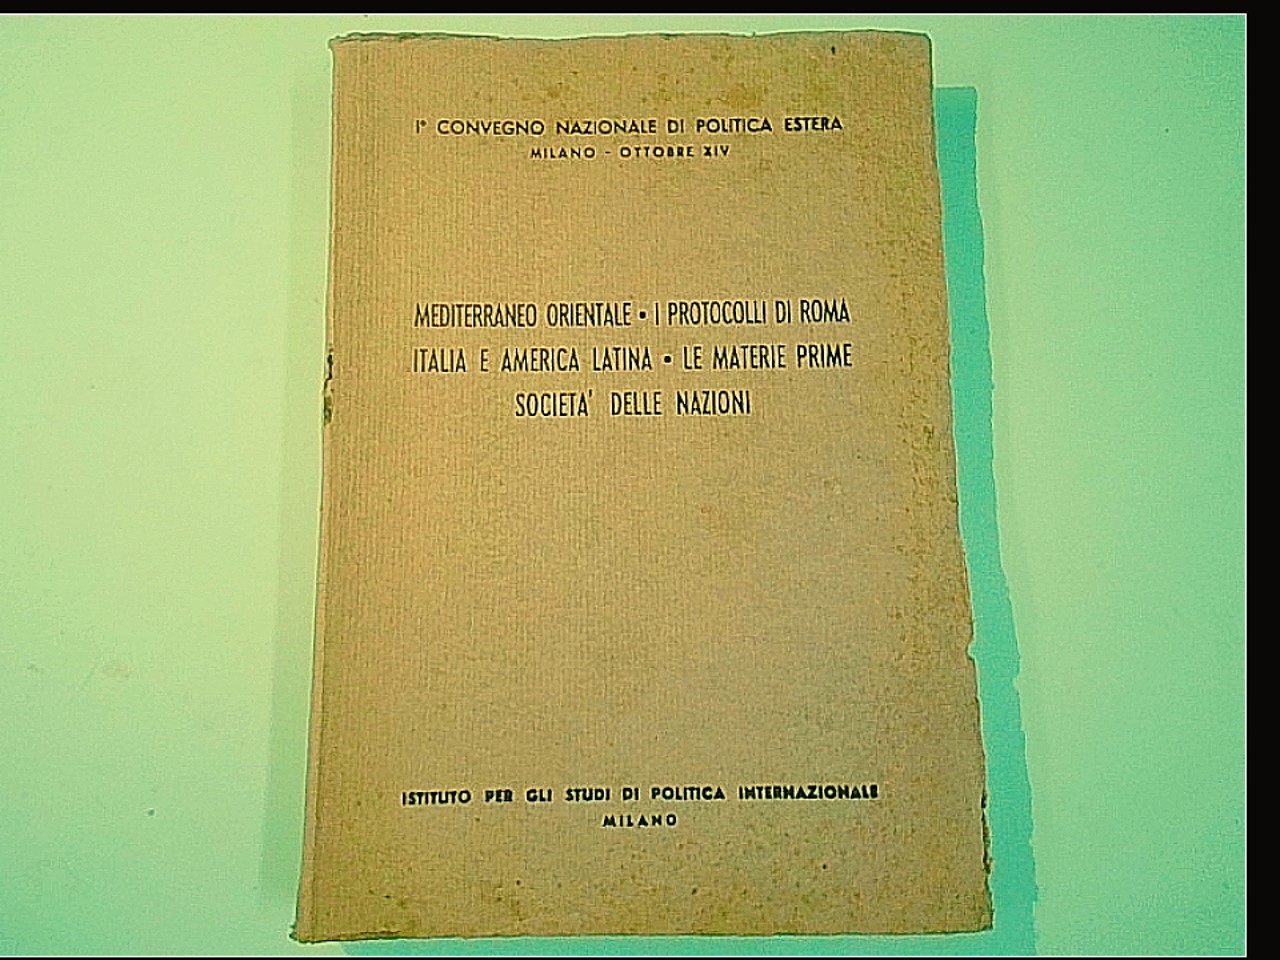 I° CONVEGNO NAZIONALE DI POLITICA ESTERA
MILANO - OTTOBRE XIV
MEDITERRANEO ORIENTALE • I PROTOCOLLI DI ROMA
ITALIA E AMERICA LATINA • LE MATERIE PRIME
SOCIETA' DELLE NAZIONI
ISTITUTO PER GLI STUDI DI POLITICA INTERNAZIONALE
MILANO